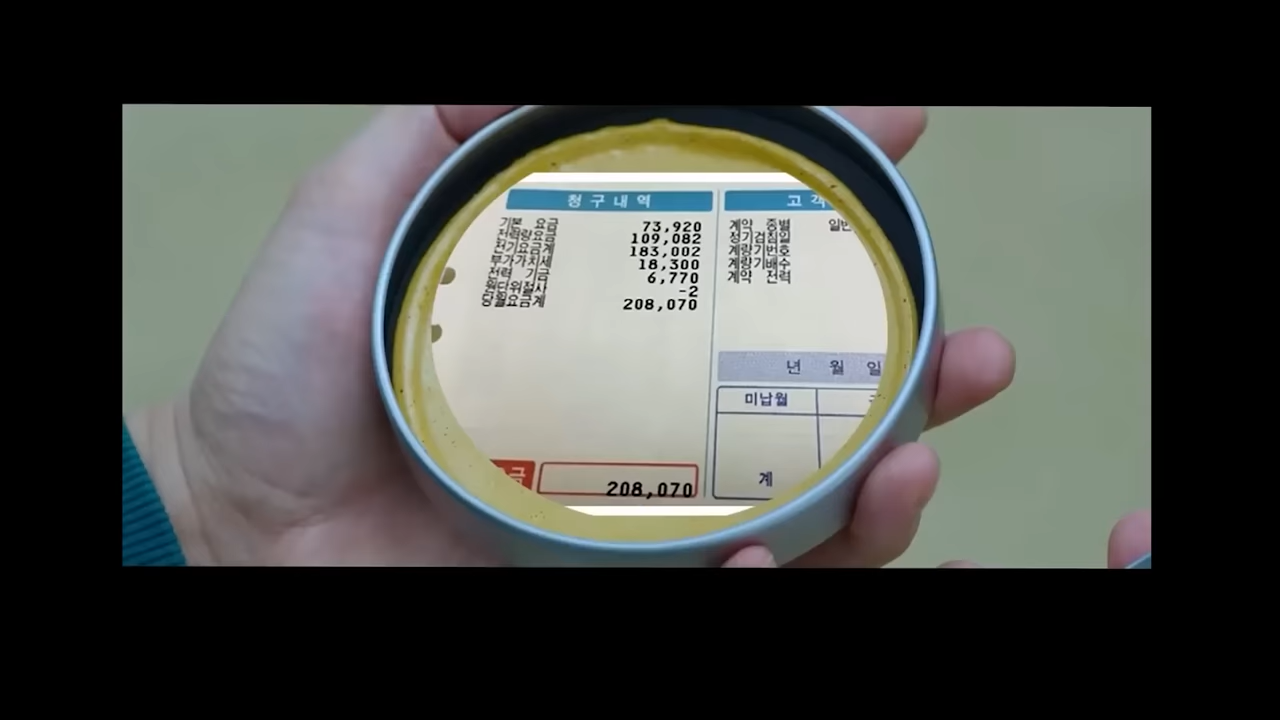 청구내역
기본 요금 73,920
전력량요금 109,082
전기요금계 183,002
부가가치세 18,300
전력 기금 6,770
원단위절사 -2
당월요금계 208,070
208,070
고객
계약 종별 일반
정기검침일
계량기번호
계량기배수
계약 전력
년 월 일
미납월
계